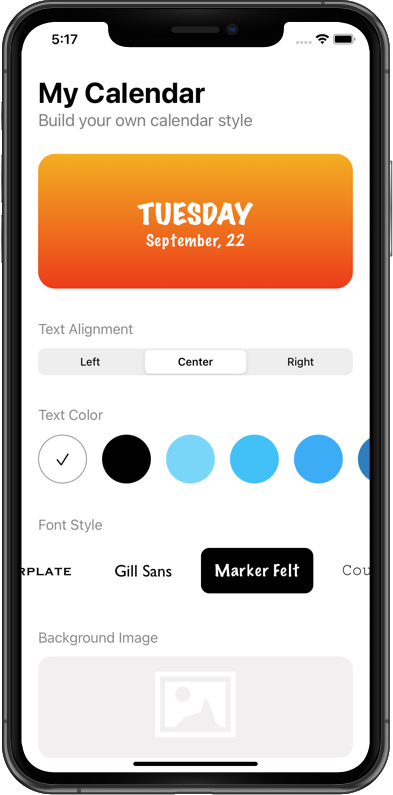 5:17
My Calendar
Build your own calendar style
TUESDAY
September, 22
Text Alignment
Left Center Right
Text Color
Font Style
RPLATE Gill Sans Marker Felt Cou
Background Image